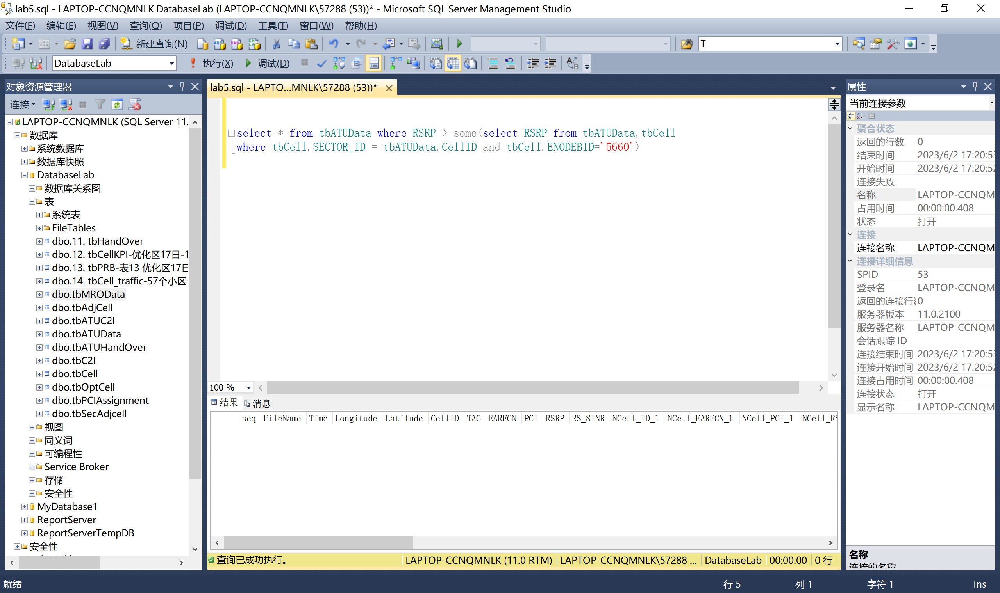 lab5.sql - LAPTOP-CCNQMNLK.DatabaseLab (LAPTOP-CCNQMNLK\57288 (53))* - Microsoft SQL Server Management Studio
文件(F) 编辑(E) 视图(V) 查询(Q) 项目(P) 调试(D) 工具(T) 窗口(W) 帮助(H)
新建查询(N) T
DatabaseLab 执行(X) 调试(D)
对象资源管理器
连接
LAPTOP-CCNQMNLK (SQL Server 11.
数据库
系统数据库
数据库快照
DatabaseLab
数据库关系图
表
系统表
FileTables
dbo.11. tbHandOver
dbo.12. tbCellKPI-优化区17日-1
dbo.13. tbPRB-表13 优化区17日
dbo.14. tbCell_traffic-57个小区-
dbo.tbMROData
dbo.tbAdjCell
dbo.tbATUC2I
dbo.tbATUData
dbo.tbATUHandOver
dbo.tbC2I
dbo.tbCell
dbo.tbOptCell
dbo.tbPCIAssignment
dbo.tbSecAdjcell
视图
同义词
可编程性
Service Broker
存储
安全性
MyDatabase1
ReportServer
ReportServerTempDB
安全性
lab5.sql - LAPTO...MNLK\57288 (53))*
select * from tbATUData where RSRP > some(select RSRP from tbATUData,tbCell
where tbCell.SECTOR_ID = tbATUData.CellID and tbCell.ENODEBID='5660')
100 %
结果 消息
seq FileName Time Longitude Latitude CellID TAC EARFCN PCI RSRP RS_SINR NCell_ID_1 NCell_EARFCN_1 NCell_PCI_1 NCell_RS
查询已成功执行。 LAPTOP-CCNQMNLK (11.0 RTM) LAPTOP-CCNQMNLK\57288 ... DatabaseLab 00:00:00 0 行
属性
当前连接参数
聚合状态
返回的行数 0
结束时间 2023/6/2 17:20:53
开始时间 2023/6/2 17:20:52
连接失败
名称 LAPTOP-CCNQM
占用时间 00:00:00.408
状态 打开
连接
连接名称 LAPTOP-CCNQM
连接详细信息
SPID 53
登录名 LAPTOP-CCNQM
返回的连接行数 0
服务器版本 11.0.2100
服务器名称 LAPTOP-CCNQM
会话跟踪 ID
连接结束时间 2023/6/2 17:20:53
连接开始时间 2023/6/2 17:20:52
连接占用时间 00:00:00.408
连接状态 打开
显示名称 LAPTOP-CCNQM
名称
连接的名称
就绪 行 5 列 1 字符 1 Ins